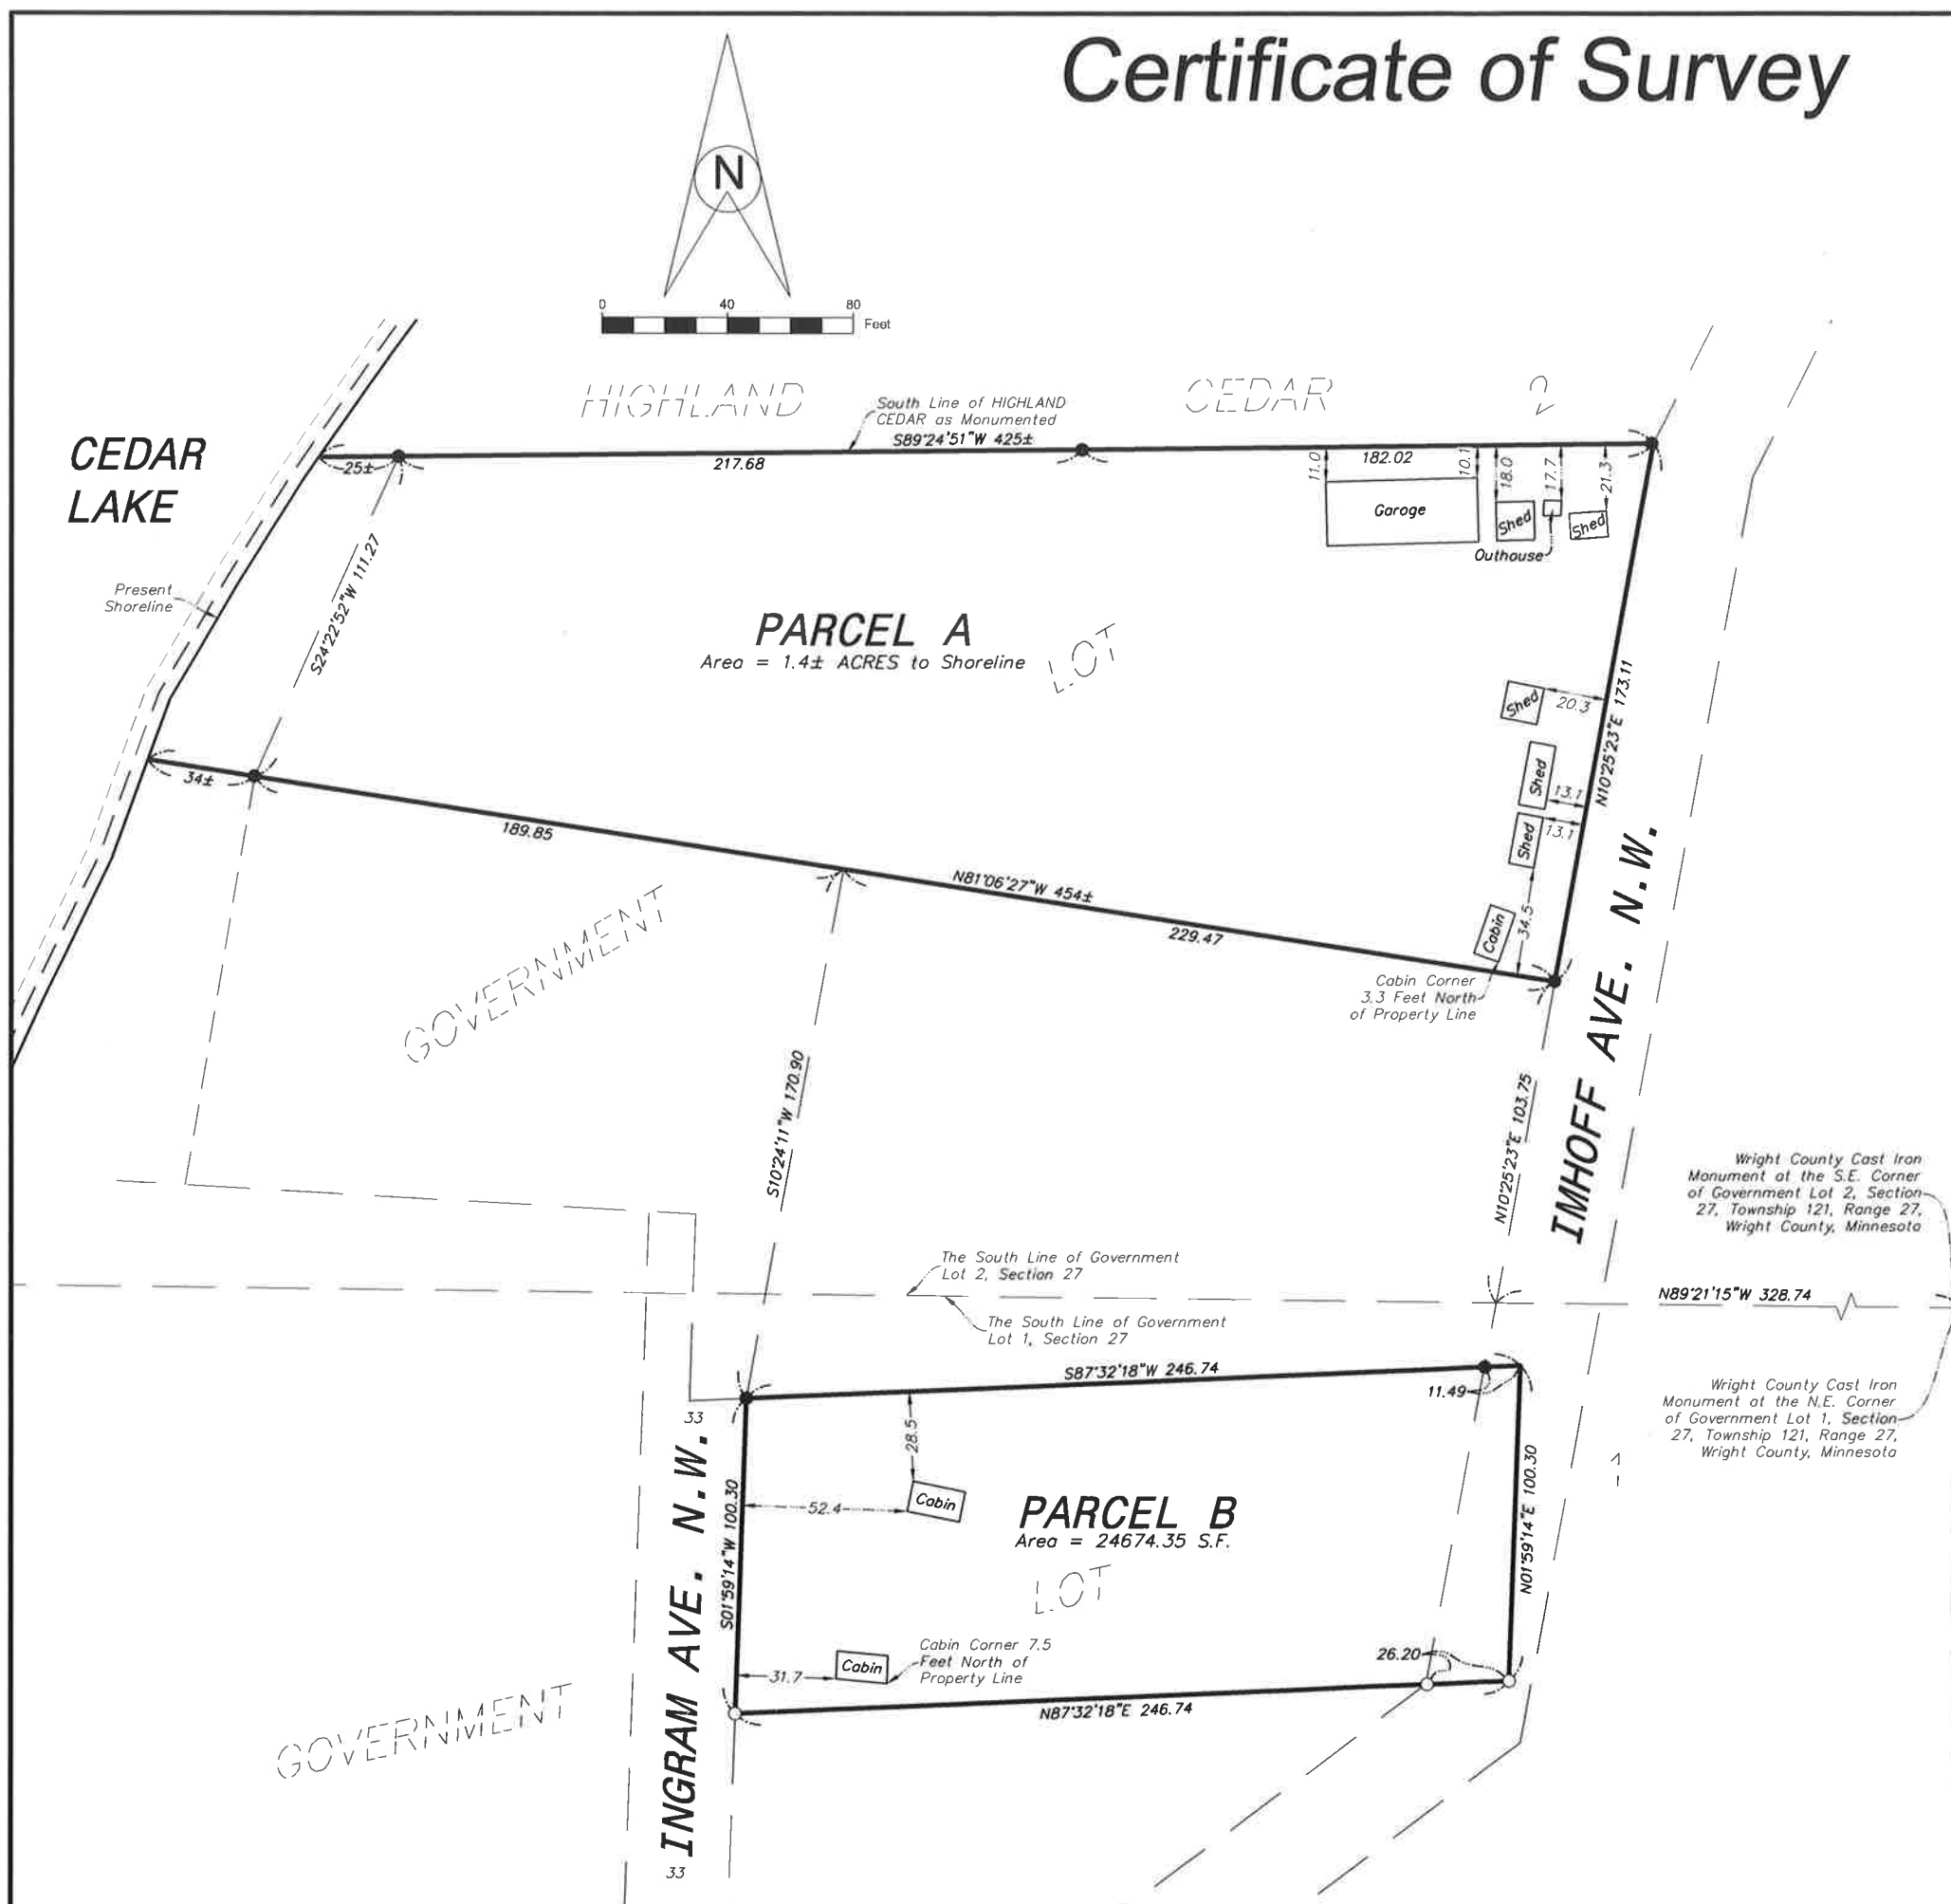 Certificate of Survey
N
0 40 80
Feet
HIGHLAND CEDAR 2
South Line of HIGHLAND
CEDAR as Monumented
S89°24'51"W 425±
CEDAR
LAKE
25±
217.68
182.02
11.0
10.1
18.0
17.7
21.3
Garage
Shed
Shed
Outhouse
Present
Shoreline
S24°22'52"W 111.27
PARCEL A
Area = 1.4± ACRES to Shoreline
LOT
N10°25'23"E 173.11
Shed
20.3
Shed
13.1
Shed
13.1
34±
189.85
N81°06'27"W 454±
229.47
Cabin
34.5
Cabin Corner
3.3 Feet North
of Property Line
GOVERNMENT
IMHOFF AVE. N.W.
S10°24'11"W 170.90
N10°25'23"E 103.75
Wright County Cast Iron
Monument at the S.E. Corner
of Government Lot 2, Section
27, Township 121, Range 27,
Wright County, Minnesota
The South Line of Government
Lot 2, Section 27
N89°21'15"W 328.74
The South Line of Government
Lot 1, Section 27
S87°32'18"W 246.74
11.49
Wright County Cast Iron
Monument at the N.E. Corner
of Government Lot 1, Section
27, Township 121, Range 27,
Wright County, Minnesota
33
28.5
52.4
Cabin
PARCEL B
Area = 24674.35 S.F.
LOT
1
S01°59'14"W 100.30
N01°59'14"E 100.30
INGRAM AVE. N.W.
Cabin Corner 7.5
Feet North of
Property Line
31.7
Cabin
26.20
N87°32'18"E 246.74
GOVERNMENT
33